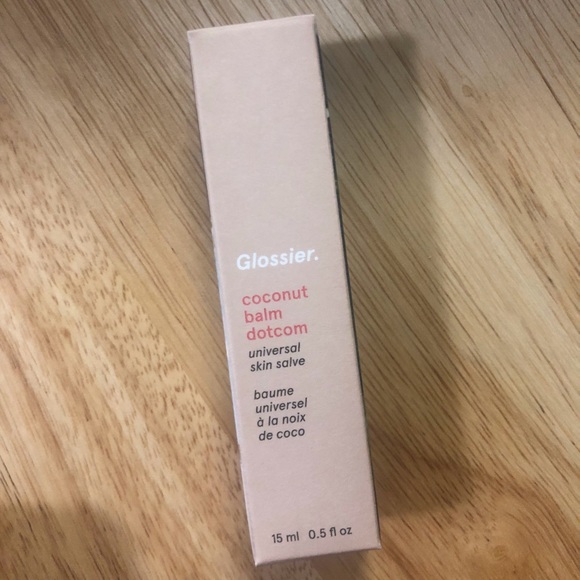 Glossier.
coconut
balm
dotcom
universal
skin salve
baume
universel
à la noix
de coco
15 ml 0.5 fl oz